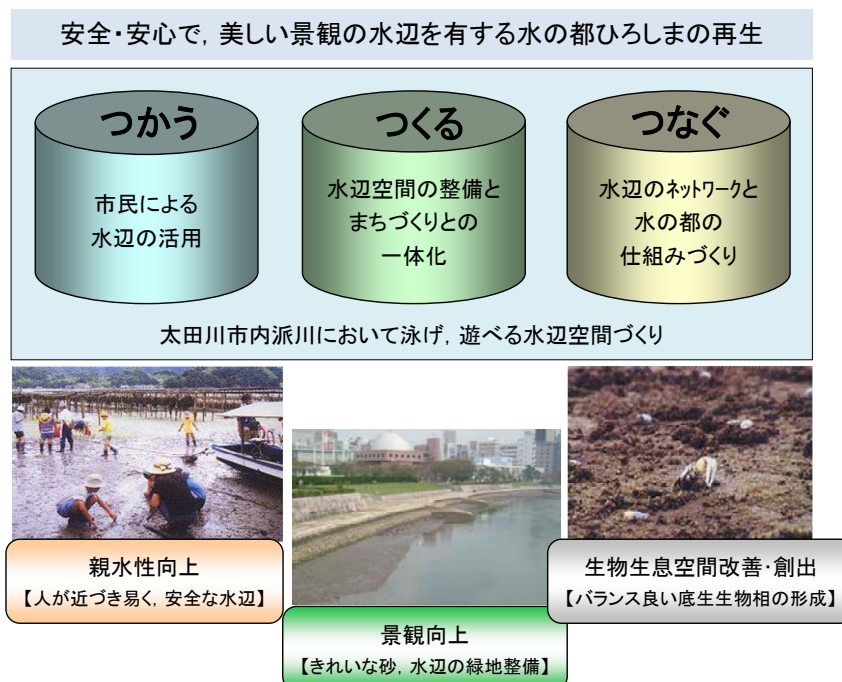 安全・安心で，美しい景観の水辺を有する水の都ひろしまの再生
つかう
市民による
水辺の活用
つくる
水辺空間の整備と
まちづくりとの
一体化
つなぐ
水辺のﾈｯﾄﾜｰｸと
水の都の
仕組みづくり
太田川市内派川において泳げ，遊べる水辺空間づくり
親水性向上
【人が近づき易く，安全な水辺】
景観向上
【きれいな砂，水辺の緑地整備】
生物生息空間改善・創出
【バランス良い底生生物相の形成】